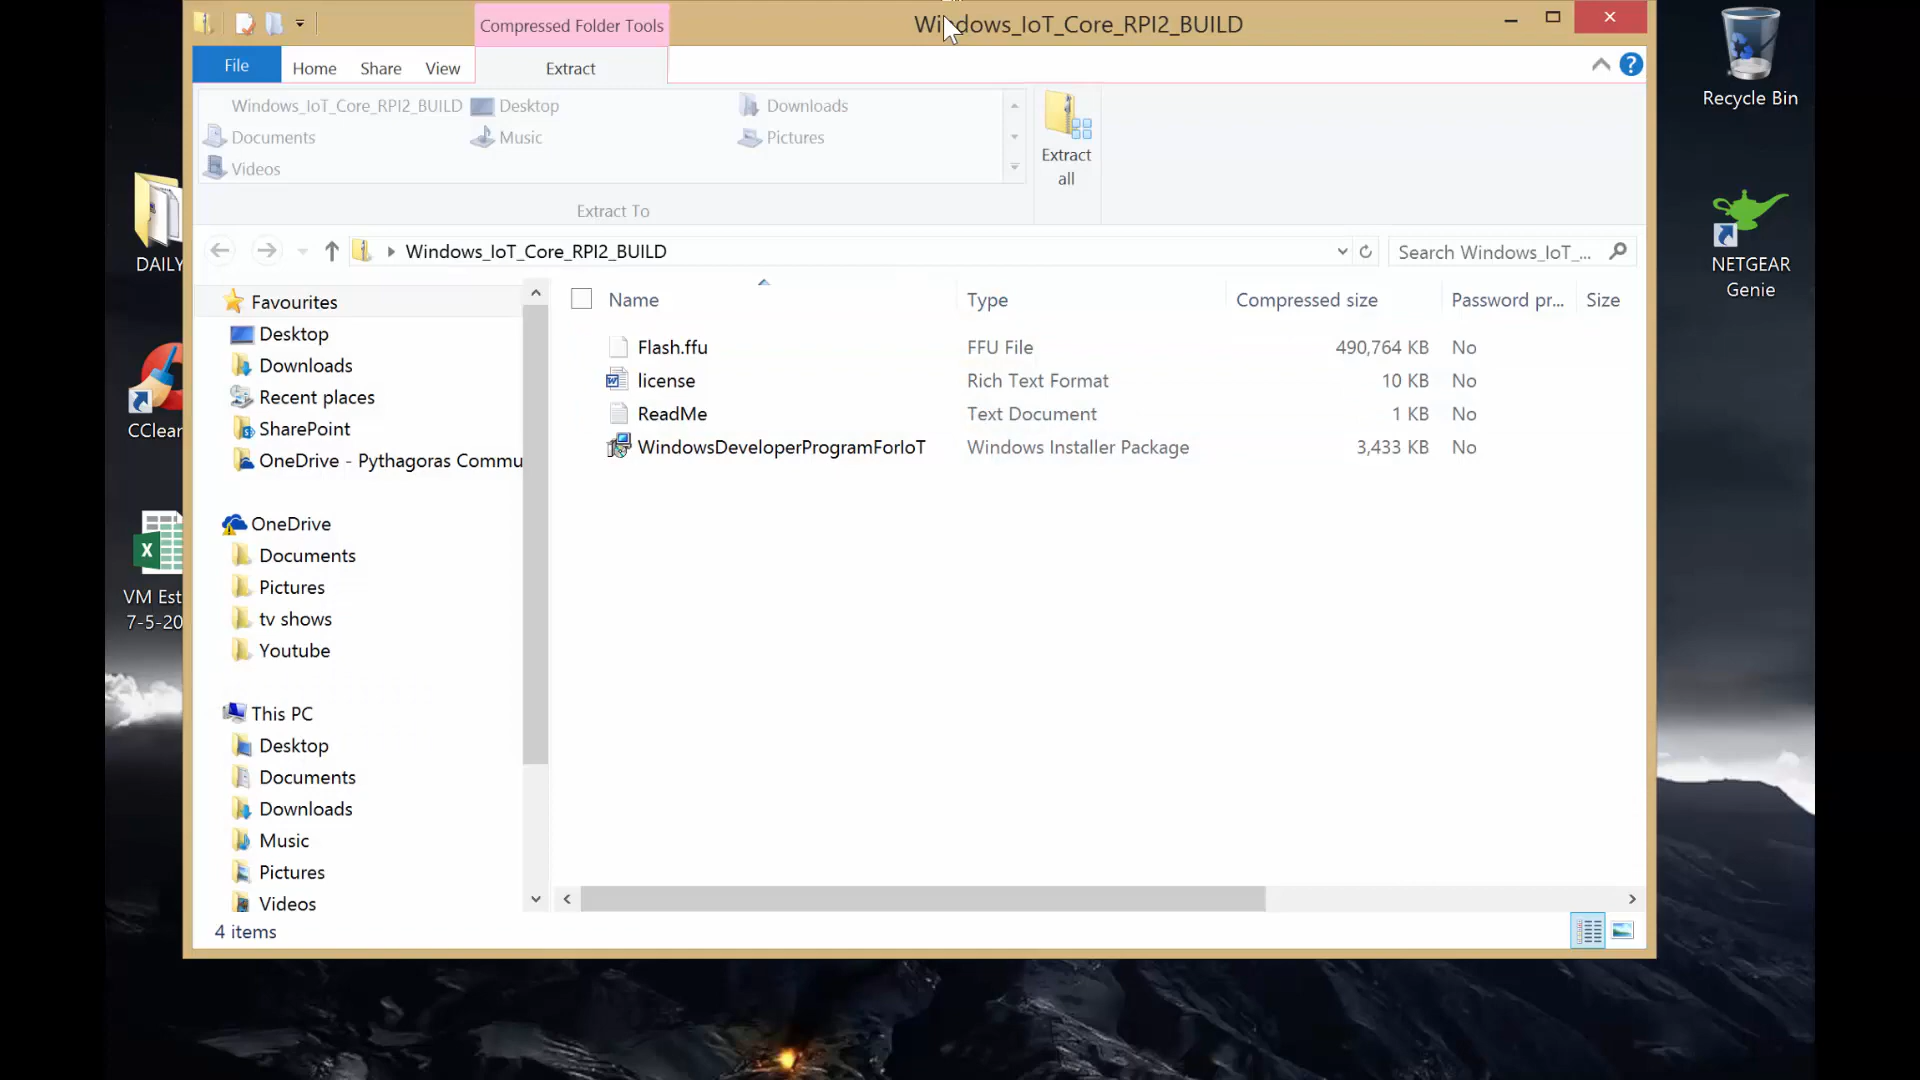 Compressed Folder Tools
Windows_IoT_Core_RPI2_BUILD
File
Home
Share
View
Extract
Windows_IoT_Core_RPI2_BUILD
Desktop
Downloads
Documents
Music
Pictures
Videos
Extract To
Extract
all
Windows_IoT_Core_RPI2_BUILD
Search Windows_IoT_...
Favourites
Desktop
Downloads
Recent places
SharePoint
OneDrive - Pythagoras Commu
OneDrive
Documents
Pictures
tv shows
Youtube
This PC
Desktop
Documents
Downloads
Music
Pictures
Videos
Name Type Compressed size Password pr... Size
Flash.ffu FFU File 490,764 KB No
license Rich Text Format 10 KB No
ReadMe Text Document 1 KB No
WindowsDeveloperProgramForIoT Windows Installer Package 3,433 KB No
4 items
DAILY
CClean
VM Est
7-5-20
Recycle Bin
NETGEAR
Genie